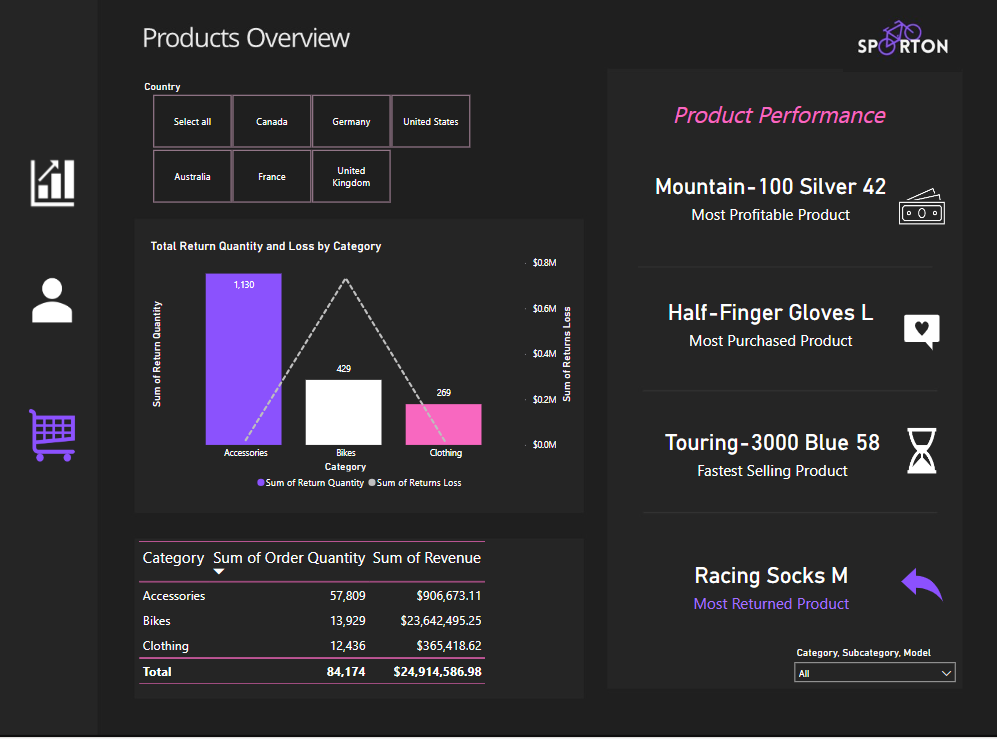 Products Overview
SPORTON
Country
Select all
Canada
Germany
United States
Australia
France
United
Kingdom
Total Return Quantity and Loss by Category
Sum of Return Quantity
1,130
429
269
$0.8M
$0.6M
$0.4M
$0.2M
$0.0M
Sum of Returns Loss
Accessories
Bikes
Clothing
Category
Sum of Return Quantity
Sum of Returns Loss
Category Sum of Order Quantity Sum of Revenue
Accessories 57,809 $906,673.11
Bikes 13,929 $23,642,495.25
Clothing 12,436 $365,418.62
Total 84,174 $24,914,586.98
Product Performance
Mountain-100 Silver 42
Most Profitable Product
Half-Finger Gloves L
Most Purchased Product
Touring-3000 Blue 58
Fastest Selling Product
Racing Socks M
Most Returned Product
Category, Subcategory, Model
All